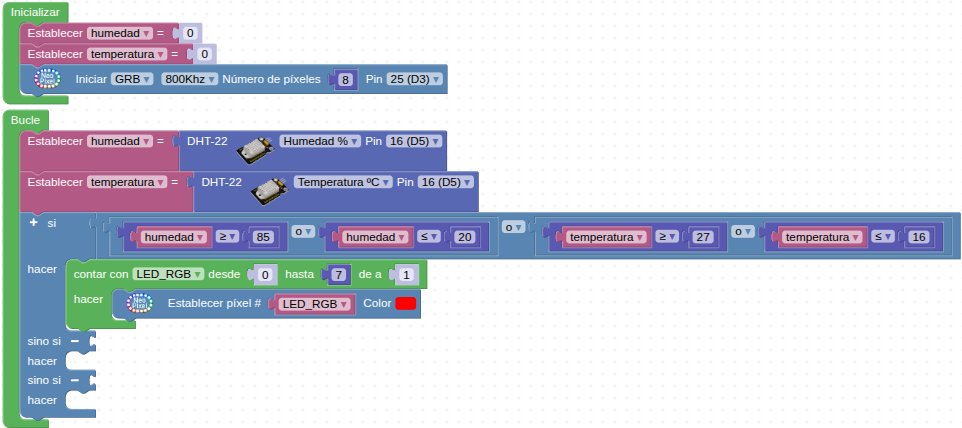 Inicializar
Establecer humedad = 0
Establecer temperatura = 0
Neo Pixel Iniciar GRB 800Khz Número de píxeles 8 Pin 25 (D3)
Bucle
Establecer humedad = DHT-22 Humedad % Pin 16 (D5)
Establecer temperatura = DHT-22 Temperatura ºC Pin 16 (D5)
+ si humedad ≥ 85 o humedad ≤ 20 o temperatura ≥ 27 o temperatura ≤ 16
hacer contar con LED_RGB desde 0 hasta 7 de a 1
hacer Neo Pixel Establecer píxel # LED_RGB Color
sino si −
hacer
sino si −
hacer